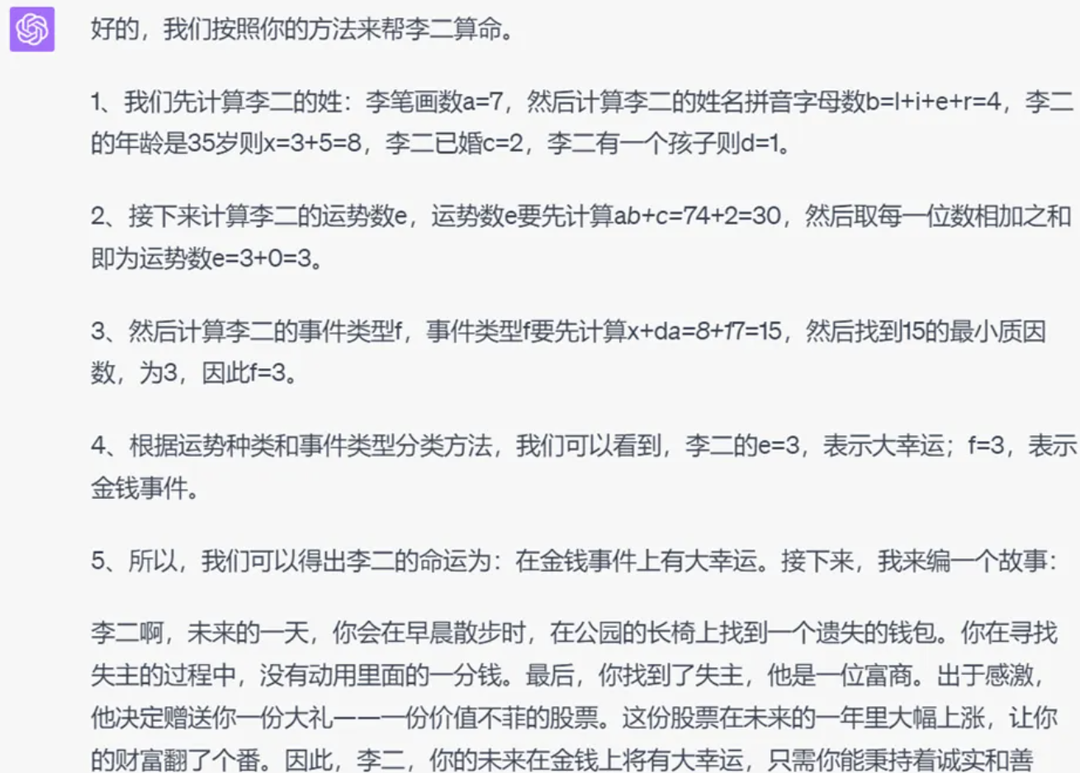 好的，我们按照你的方法来帮李二算命。
1、我们先计算李二的姓：李笔画数a=7，然后计算李二的姓名拼音字母数b=l+i+e+r=4，李二
的年龄是35岁则x=3+5=8，李二已婚c=2，李二有一个孩子则d=1。
2、接下来计算李二的运势数e，运势数e要先计算ab+c=74+2=30，然后取每一位数相加之和
即为运势数e=3+0=3。
3、然后计算李二的事件类型f，事件类型f要先计算x+da=8+17=15，然后找到15的最小质因
数，为3，因此f=3。
4、根据运势种类和事件类型分类方法，我们可以看到，李二的e=3，表示大幸运；f=3，表示
金钱事件。
5、所以，我们可以得出李二的命运为：在金钱事件上有大幸运。接下来，我来编一个故事：
李二啊，未来的一天，你会在早晨散步时，在公园的长椅上找到一个遗失的钱包。你在寻找
失主的过程中，没有动用里面的一分钱。最后，你找到了失主，他是一位富商。出于感激，
他决定赠送你一份大礼——一份价值不菲的股票。这份股票在未来的一年里大幅上涨，让你
的财富翻了个番。因此，李二，你的未来在金钱上将有大幸运，只需你能秉持着诚实和善